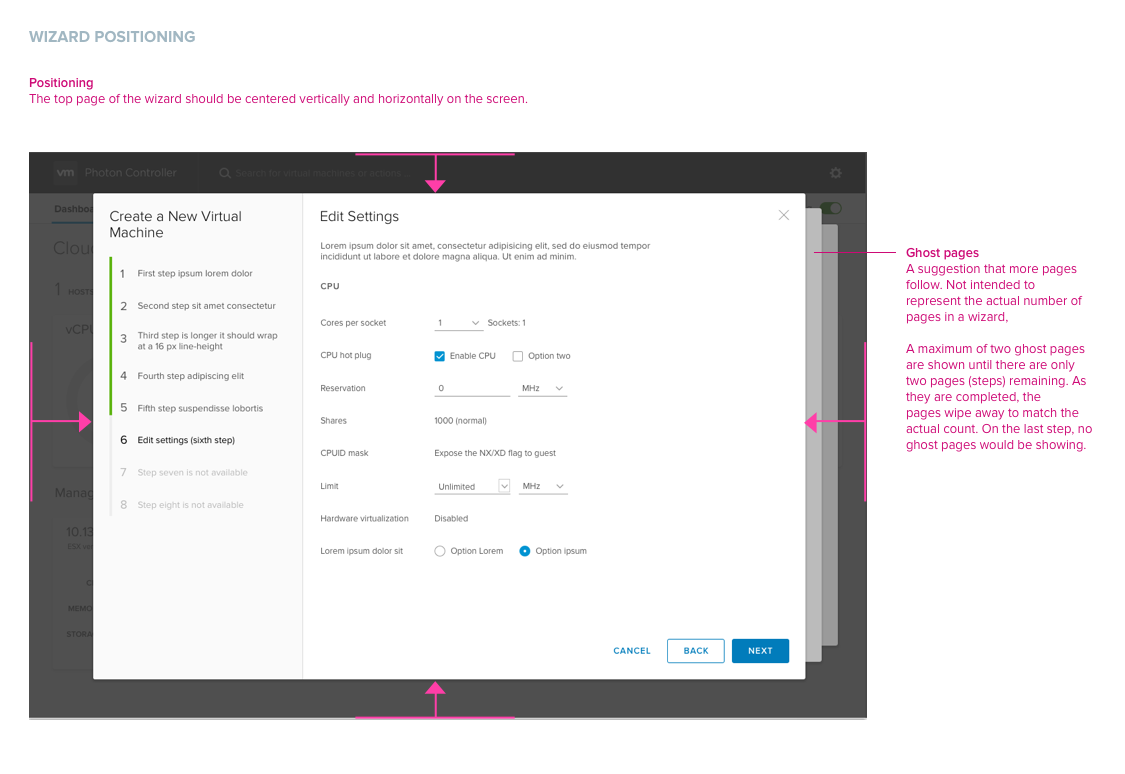 WIZARD POSITIONING
Positioning
The top page of the wizard should be centered vertically and horizontally on the screen.
vm Photon Controller
Search for virtual machines or scopes
Create a New Virtual
Machine
1 First step ipsum lorem dolor
2 Second step sit amet consectetur
3 Third step is longer it should wrap
at a 16 px line-height
4 Fourth step adipiscing elit
5 Fifth step suspendisse lobortis
6 Edit settings (sixth step)
7 Step seven is not available
8 Step eight is not available
Edit Settings
Lorem ipsum dolor sit amet, consectetur adipisicing elit, sed do eiusmod tempor
incididunt ut labore et dolore magna aliqua. Ut enim ad minim.
CPU
Cores per socket 1 Sockets: 1
CPU hot plug Enable CPU Option two
Reservation 0 MHz
Shares 1000 (normal)
CPUID mask Expose the NX/XD flag to guest
Limit Unlimited MHz
Hardware virtualization Disabled
Lorem ipsum dolor sit Option Lorem Option ipsum
CANCEL BACK NEXT
Dashbo
Clou
1 HOSTS
vCPU
Manag
10.13
MEMO
STORA
Ghost pages
A suggestion that more pages
follow. Not intended to
represent the actual number of
pages in a wizard,
A maximum of two ghost pages
are shown until there are only
two pages (steps) remaining. As
they are completed, the
pages wipe away to match the
actual count. On the last step, no
ghost pages would be showing.